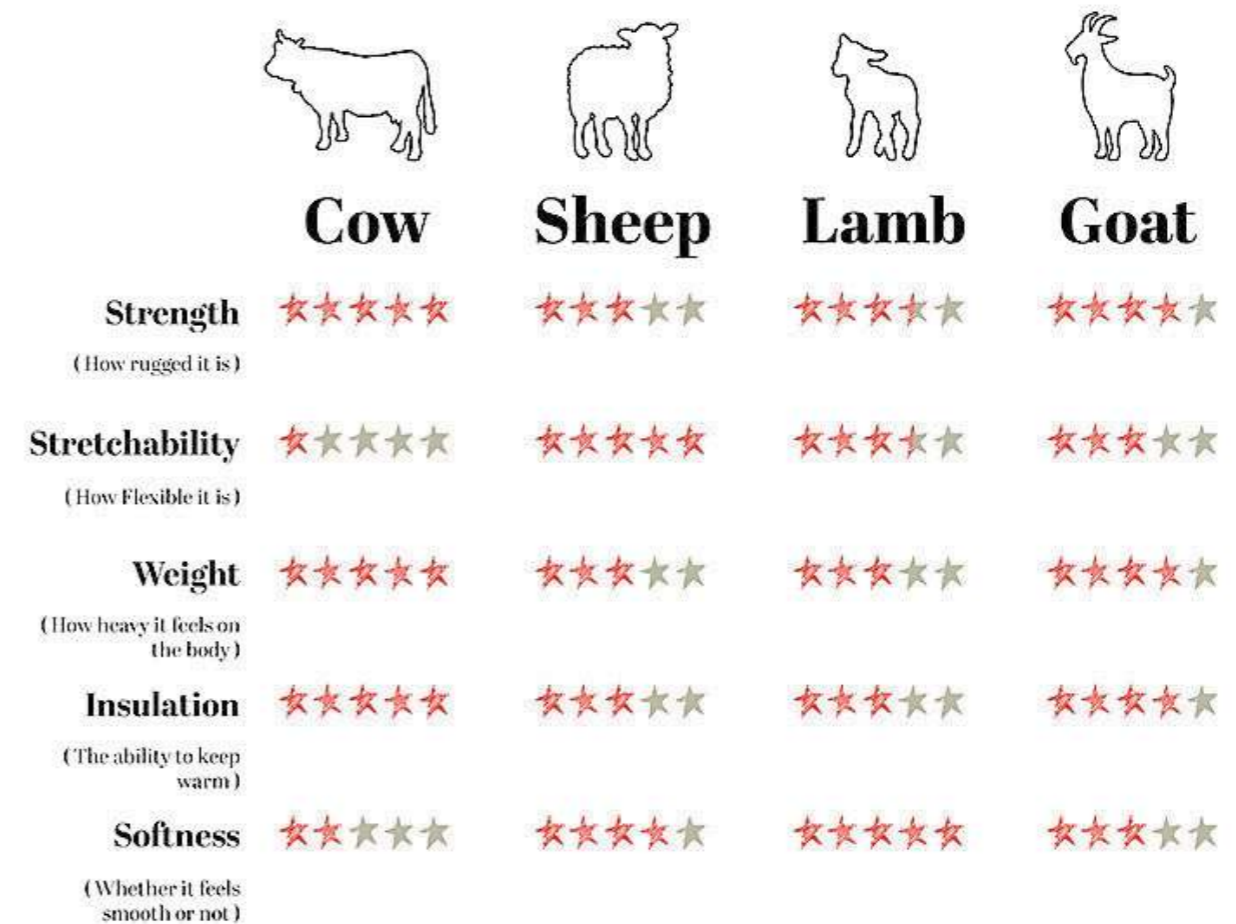 Cow Sheep Lamb Goat
Strength
(How rugged it is)
Stretchability
(How Flexible it is)
Weight
(How heavy it feels on
the body)
Insulation
(The ability to keep
warm)
Softness
(Whether it feels
smooth or not)